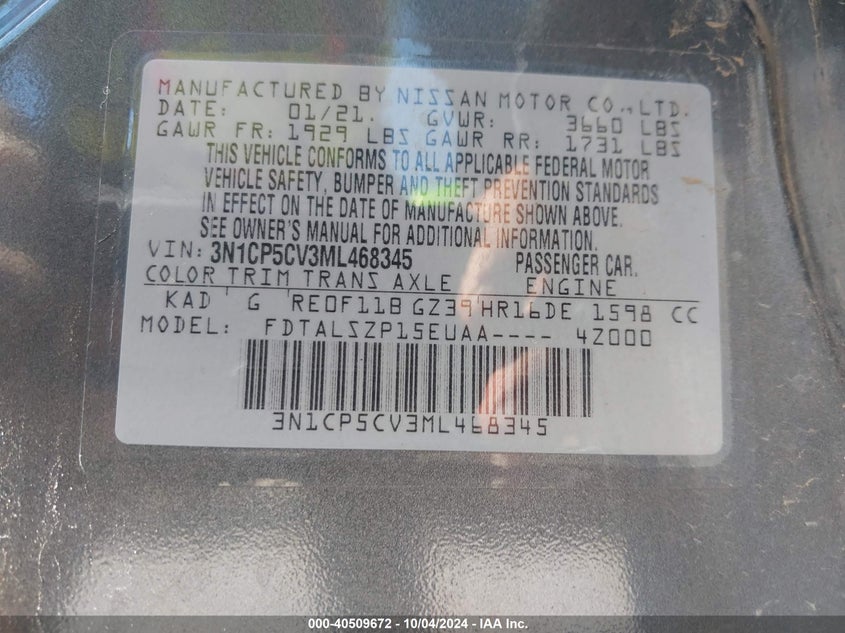 MANUFACTURED BY NISSAN MOTOR CO.,LTD.
DATE: 01/21. GVWR: 3660 LBS
GAWR FR: 1929 LBS GAWR RR: 1731 LBS
THIS VEHICLE CONFORMS TO ALL APPLICABLE FEDERAL MOTOR
VEHICLE SAFETY, BUMPER AND THEFT PREVENTION STANDARDS
IN EFFECT ON THE DATE OF MANUFACTURE SHOWN ABOVE.
SEE OWNER'S MANUAL FOR ADDITIONAL INFORMATION.
VIN: 3N1CP5CV3ML468345 PASSENGER CAR.
COLOR TRIM TRANS AXLE ENGINE
KAD G RE0F11B GZ39 HR16DE 1598 CC
MODEL: FDTALSZP15EUAA---- 4Z000
3N1CP5CV3ML468345
000-40509672 - 10/04/2024 - IAA Inc.